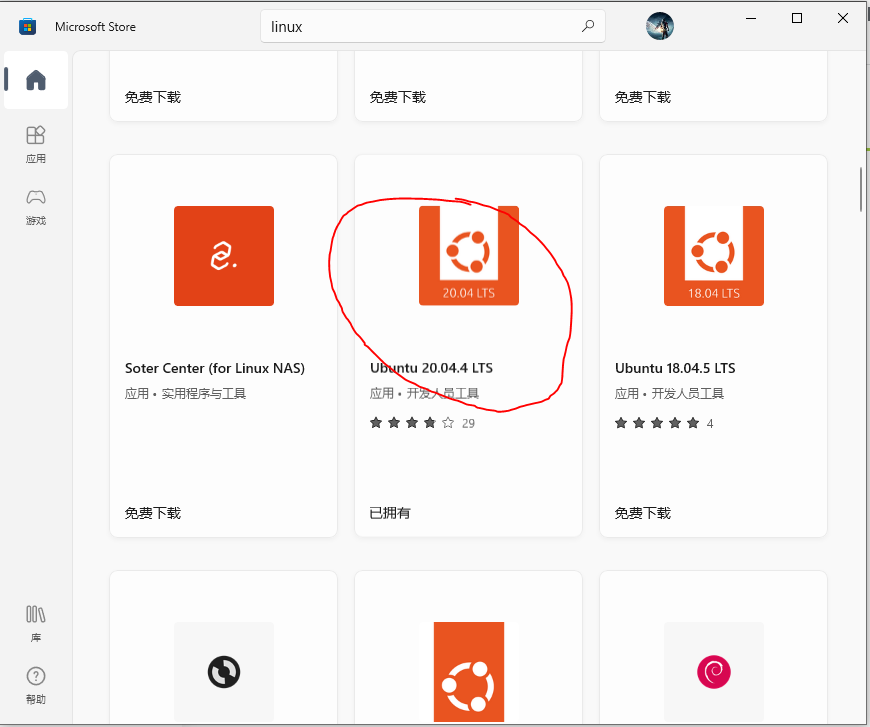 Microsoft Store
linux
免费下载
免费下载
免费下载
应用
游戏
20.04 LTS
18.04 LTS
Soter Center (for Linux NAS)
Ubuntu 20.04.4 LTS
Ubuntu 18.04.5 LTS
应用 • 实用程序与工具
应用 • 开发人员工具
应用 • 开发人员工具
29
4
免费下载
已拥有
免费下载
库
帮助